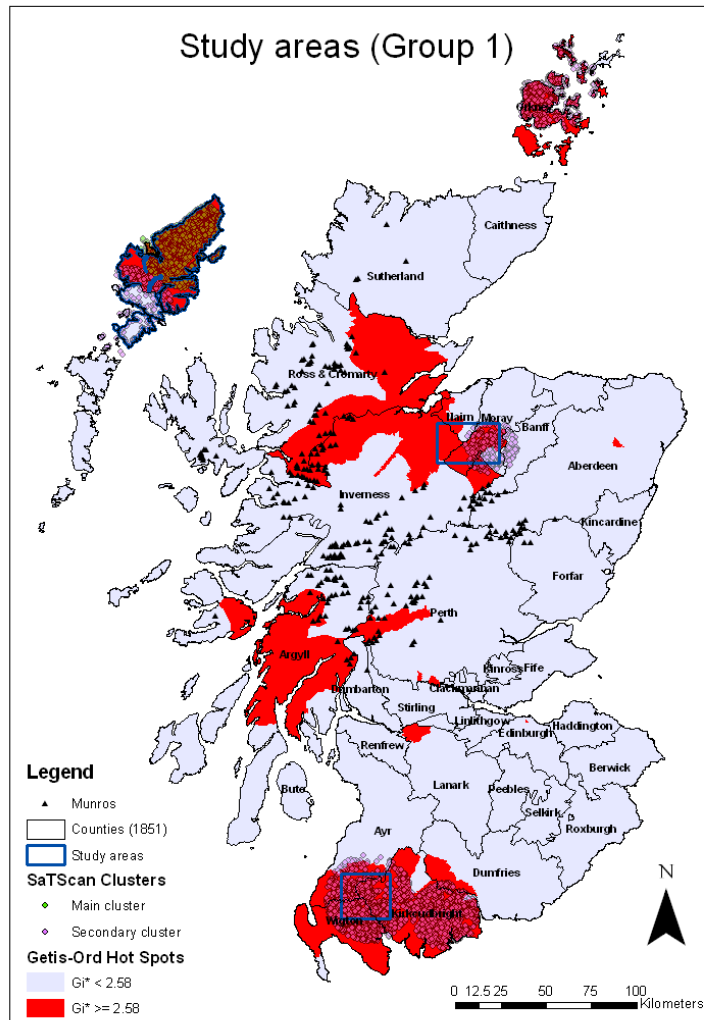 Study areas (Group 1)
Orkney
Caithness
Sutherland
Ross & Cromarty
Nairn
Moray
Banff
Aberdeen
Inverness
Kincardine
Forfar
Perth
Argyll
Kinross
Fife
Clackmannan
Dumbarton
Stirling
Linlithgow
Haddington
Edinburgh
Renfrew
Berwick
Lanark
Peebles
Bute
Selkirk
Roxburgh
Ayr
Dumfries
Kirkcudbright
Wigton
Legend
Munros
Counties (1851)
Study areas
SaTScan Clusters
Main cluster
Secondary cluster
Getis-Ord Hot Spots
Gi* < 2.58
Gi* >= 2.58
N
0 12.5 25 50 75 100
Kilometers